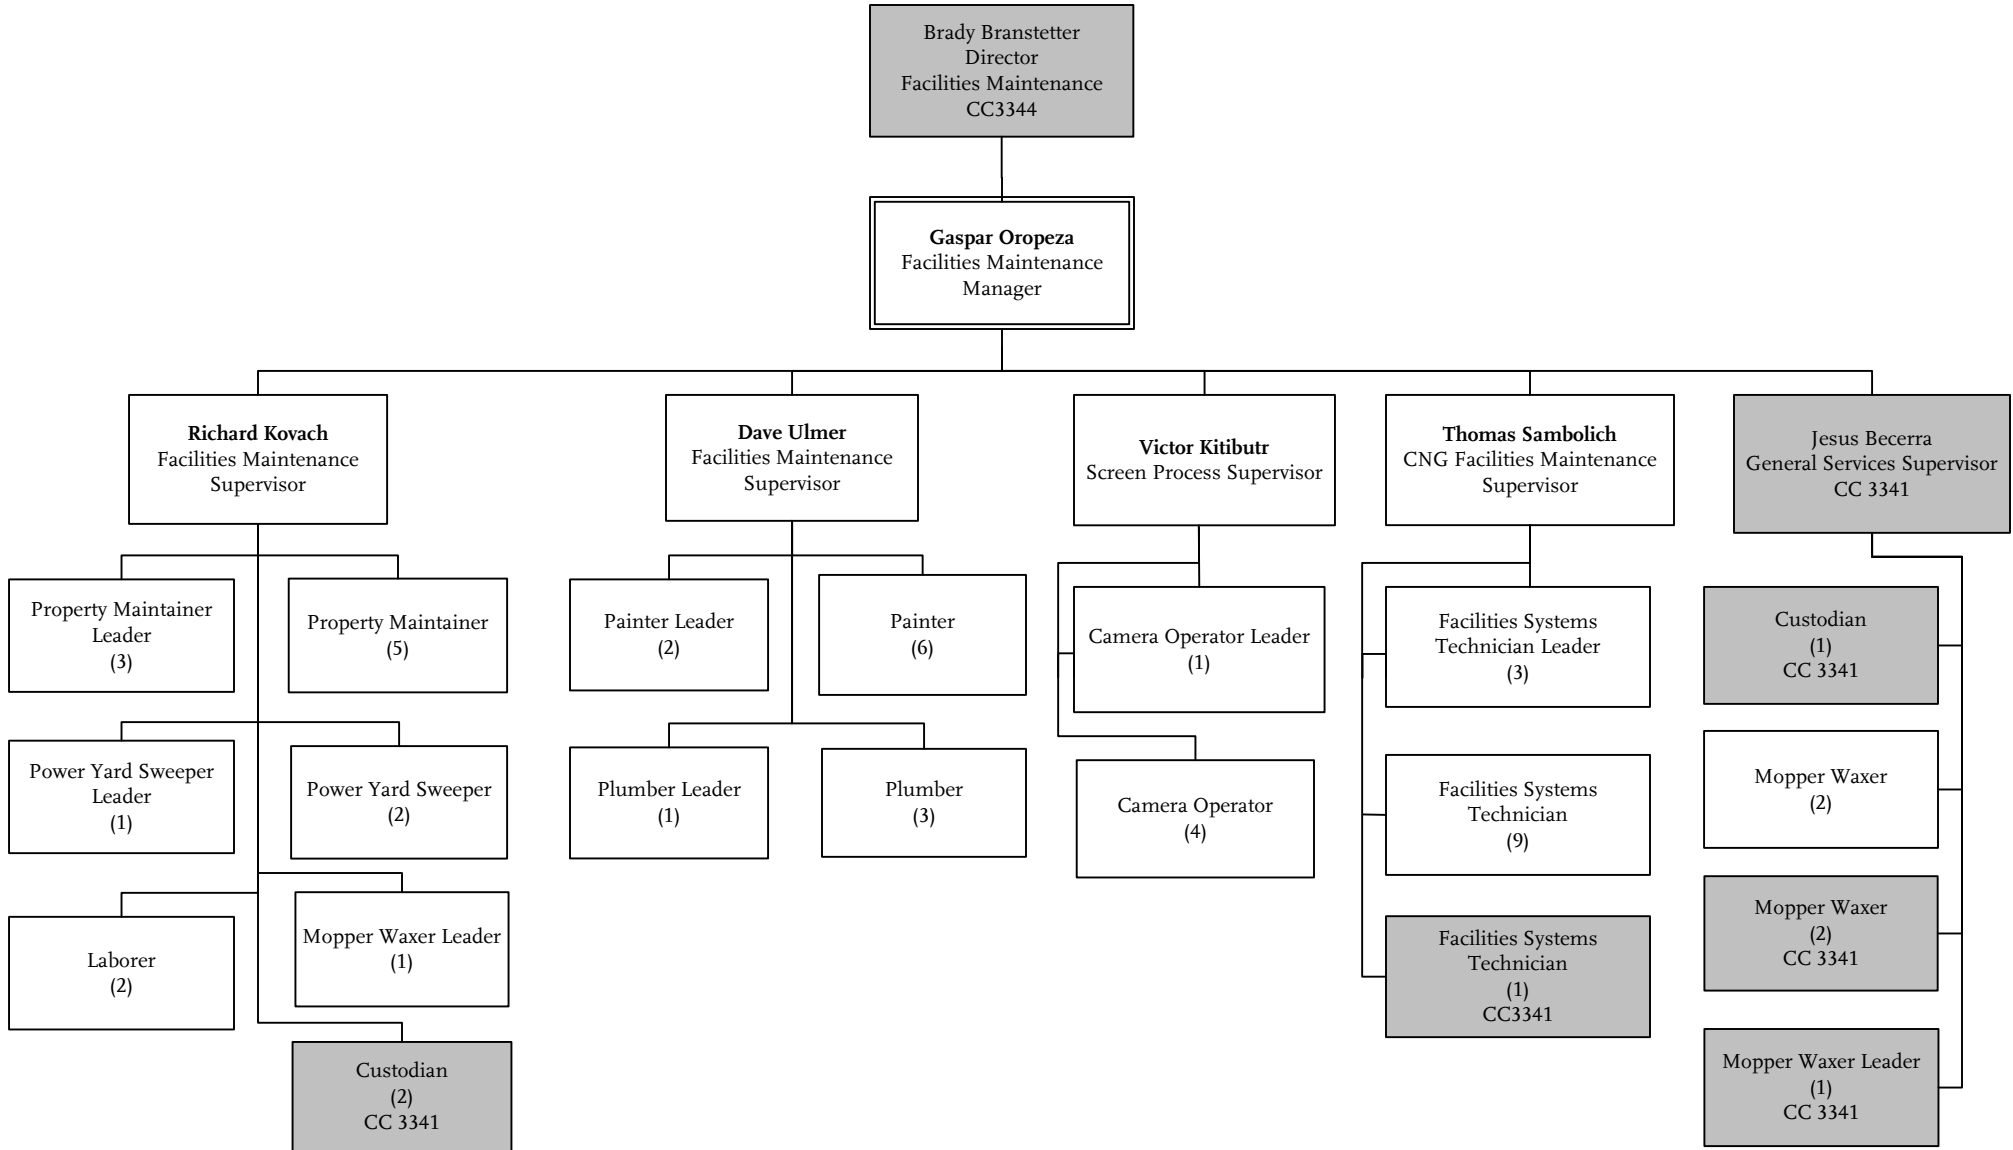 Brady Branstetter
Director
Facilities Maintenance
CC3344
Gaspar Oropeza
Facilities Maintenance
Manager
Richard Kovach
Facilities Maintenance
Supervisor
Dave Ulmer
Facilities Maintenance
Supervisor
Victor Kitibutr
Screen Process Supervisor
Thomas Sambolich
CNG Facilities Maintenance
Supervisor
Jesus Becerra
General Services Supervisor
CC 3341
Property Maintainer
Leader
(3)
Property Maintainer
(5)
Power Yard Sweeper
Leader
(1)
Power Yard Sweeper
(2)
Laborer
(2)
Mopper Waxer Leader
(1)
Custodian
(2)
CC 3341
Painter Leader
(2)
Painter
(6)
Plumber Leader
(1)
Plumber
(3)
Camera Operator Leader
(1)
Camera Operator
(4)
Facilities Systems
Technician Leader
(3)
Facilities Systems
Technician
(9)
Facilities Systems
Technician
(1)
CC3341
Custodian
(1)
CC 3341
Mopper Waxer
(2)
Mopper Waxer
(2)
CC 3341
Mopper Waxer Leader
(1)
CC 3341